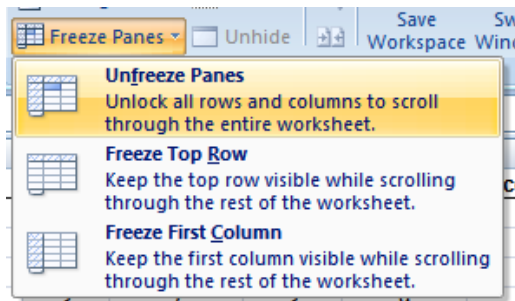 Freeze Panes Unhide Save
Workspace
Unfreeze Panes
Unlock all rows and columns to scroll
through the entire worksheet.
Freeze Top Row
Keep the top row visible while scrolling
through the rest of the worksheet.
Freeze First Column
Keep the first column visible while scrolling
through the rest of the worksheet.